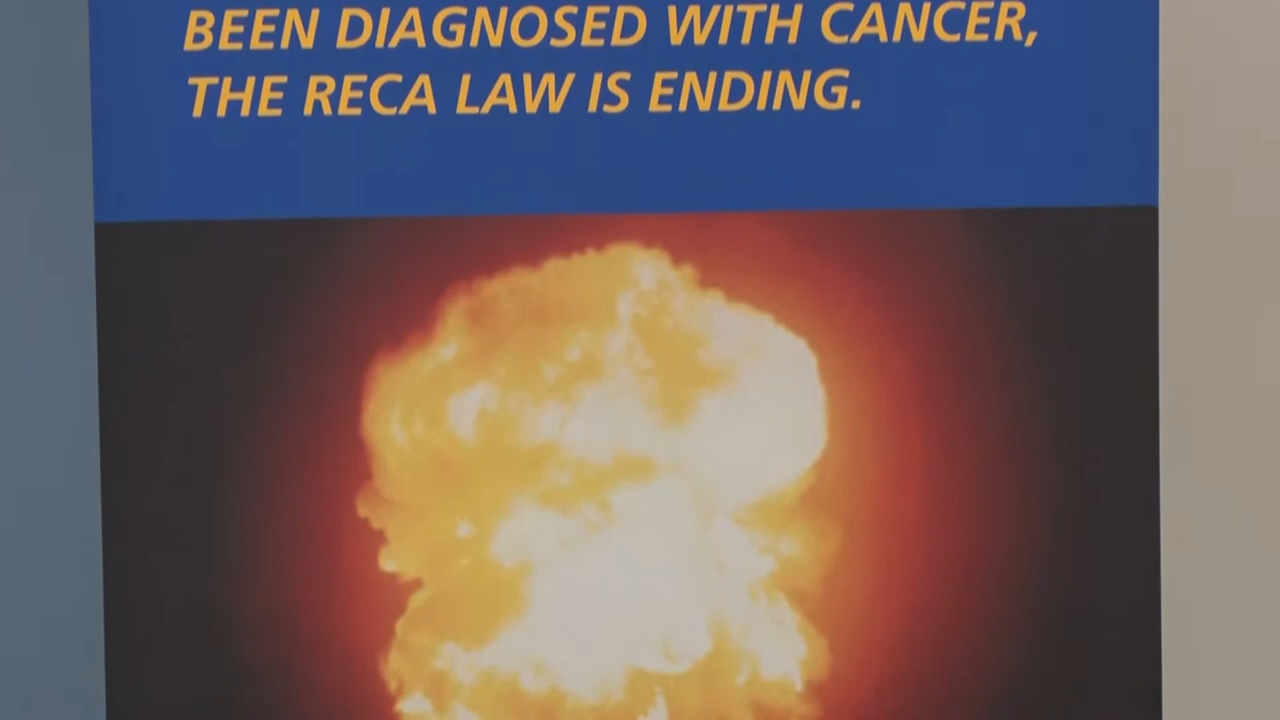 BEEN DIAGNOSED WITH CANCER,
THE RECA LAW IS ENDING.